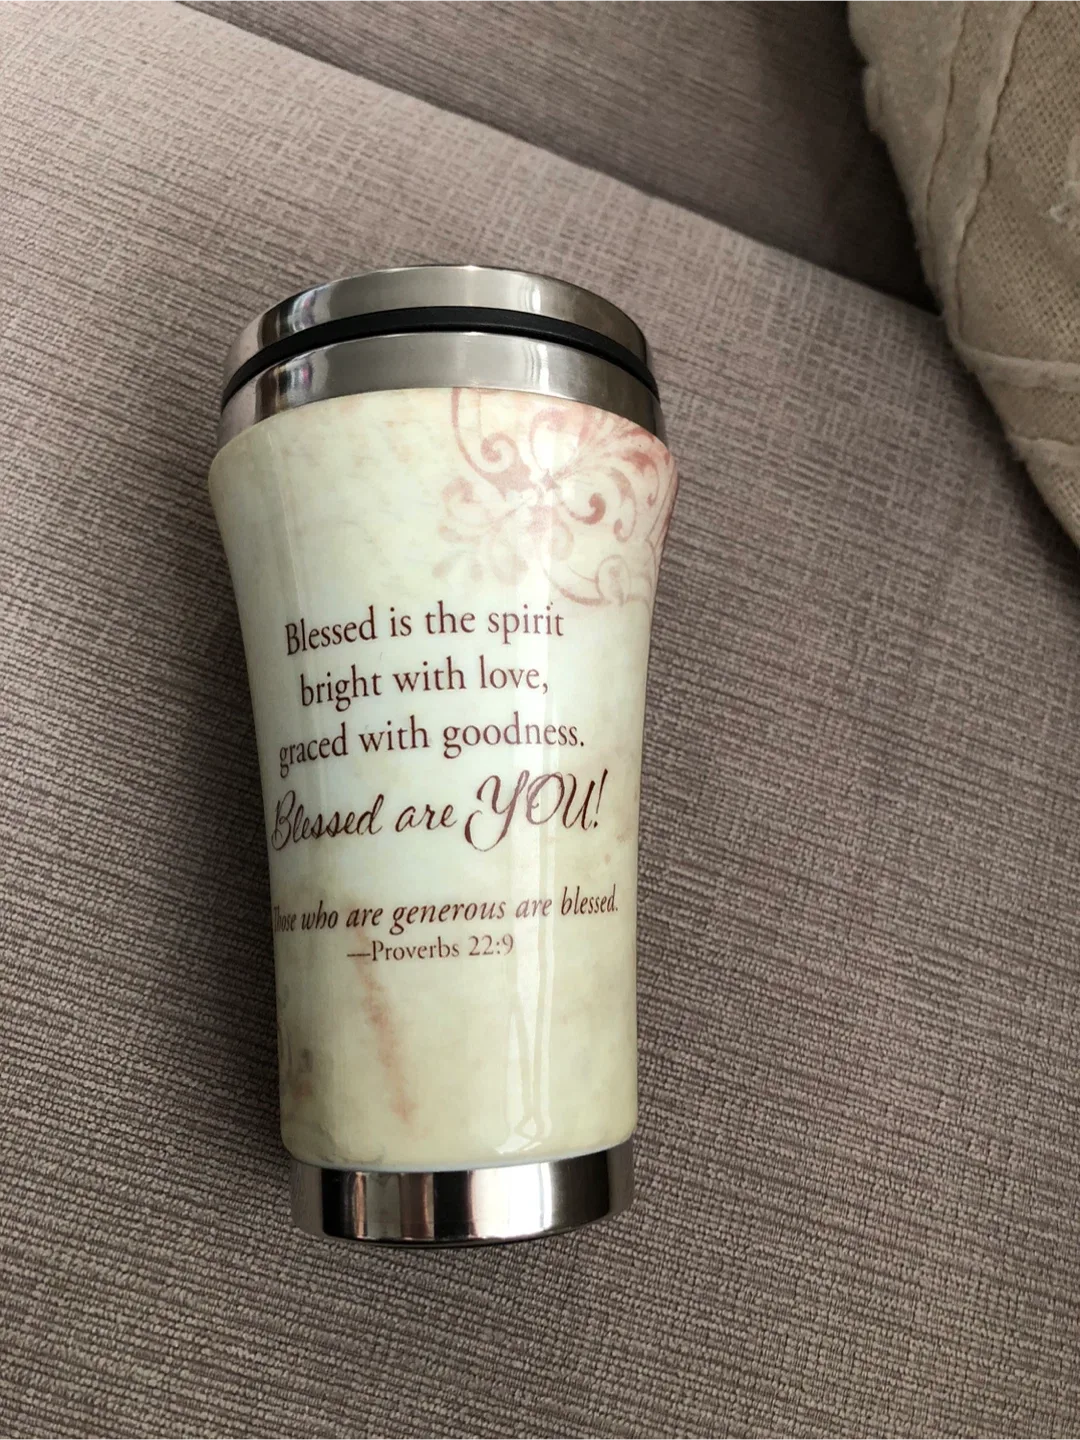 Blessed is the spirit
bright with love,
graced with goodness.
Blessed are YOU!
Those who are generous are blessed.
—Proverbs 22:9